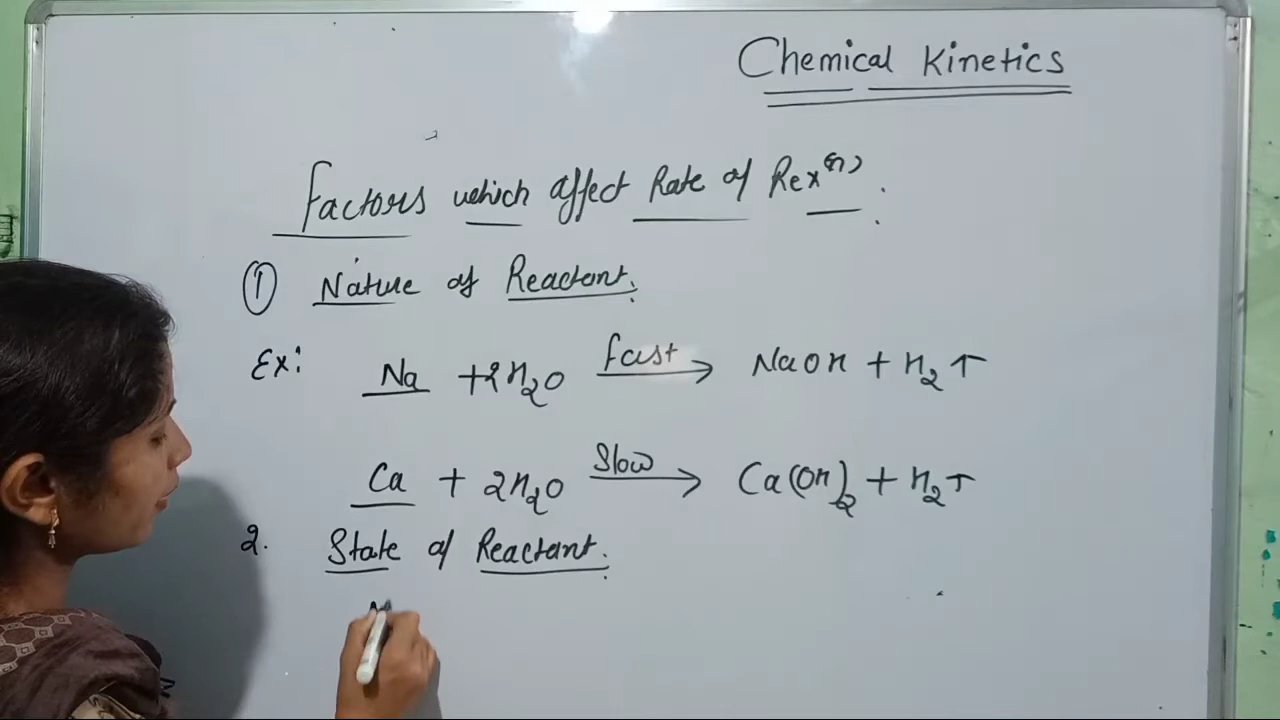 Chemical Kinetics
Factors which affect Rate of Rex(n).
① Nature of Reactant.
Ex: Na + 2H2O fast → NaOH + H2 ↑
Ca + 2H2O Slow → Ca(OH)2 + H2 ↑
2. State of Reactant.